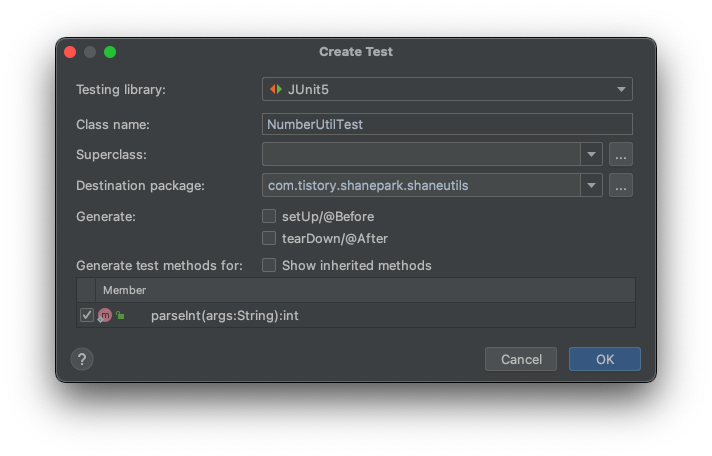 Create Test
Testing library: JUnit5
Class name: NumberUtilTest
Superclass: ...
Destination package: com.tistory.shanepark.shaneutils ...
Generate: setUp/@Before
tearDown/@After
Generate test methods for: Show inherited methods
Member
m parseInt(args:String):int
? Cancel OK